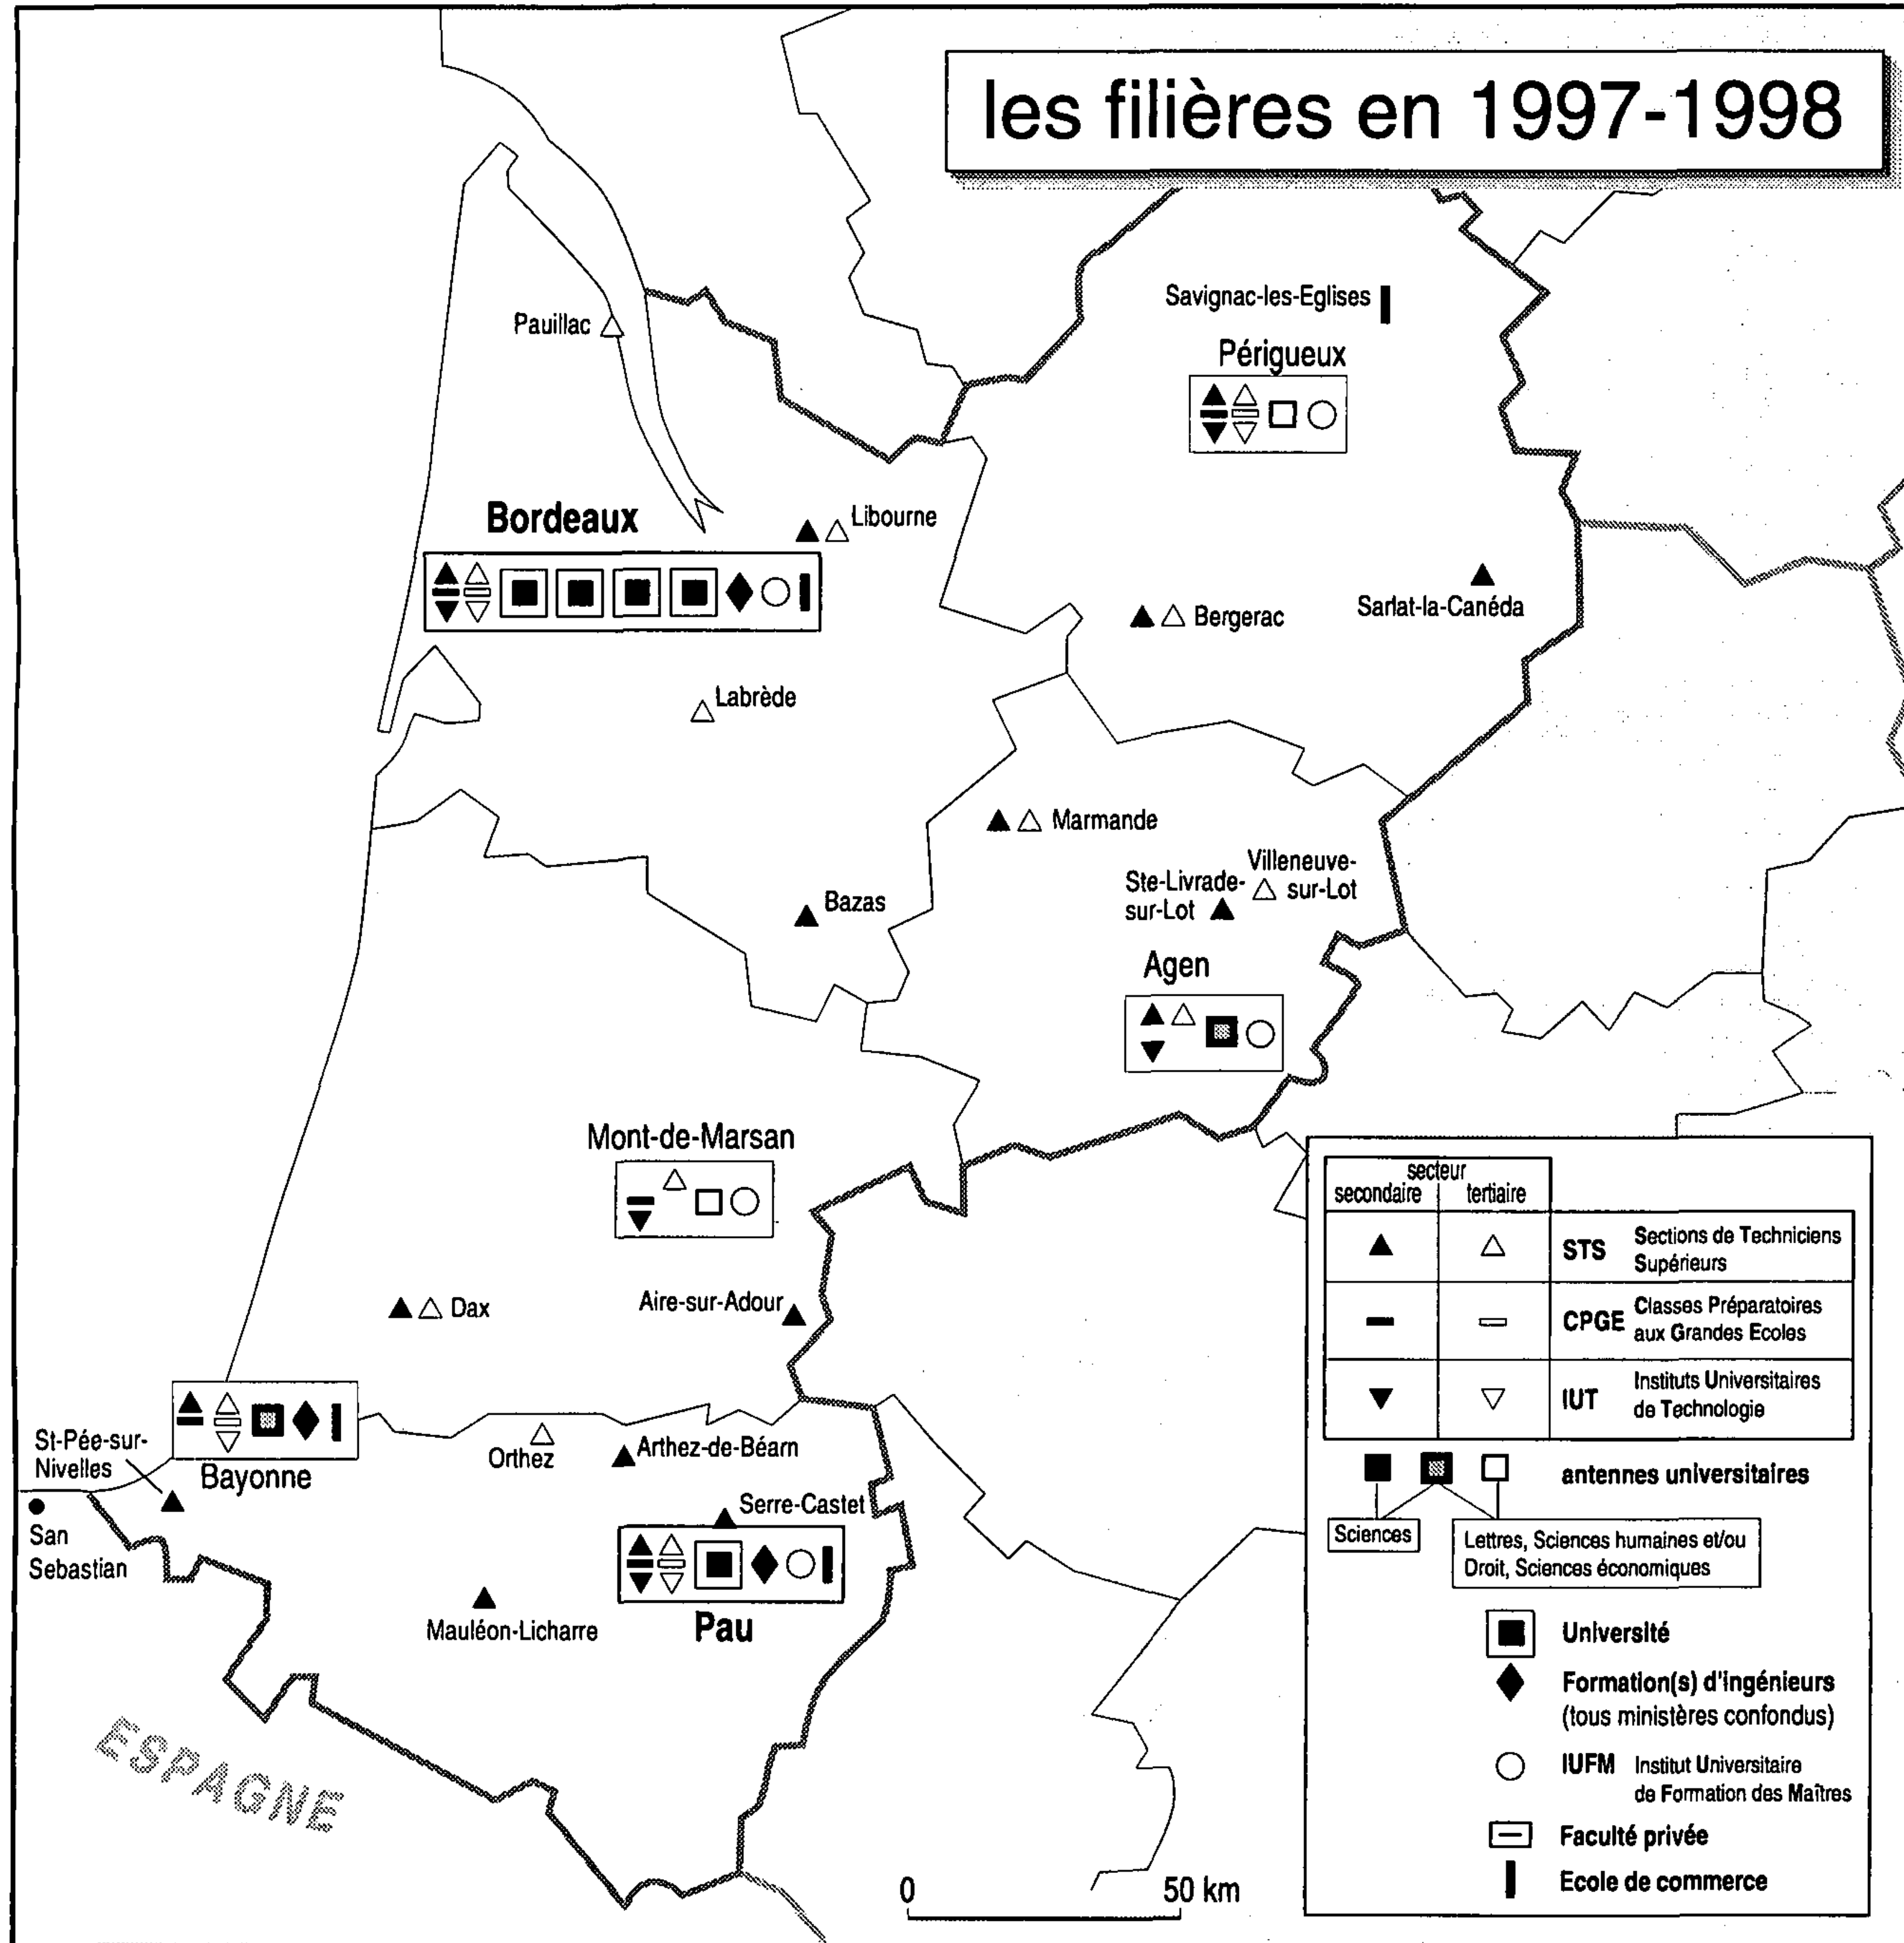 les filières en 1997-1998
Savignac-les-Eglises
Pauillac
Périgueux
Bordeaux
Libourne
Sarlat-la-Canéda
Bergerac
Labrède
Marmande
Villeneuve-
sur-Lot
Ste-Livrade-
sur-Lot
Bazas
Agen
Mont-de-Marsan
Aire-sur-Adour
Dax
St-Pée-sur-
Nivelles
Bayonne
Orthez
Arthez-de-Béarn
Serre-Castet
San
Sebastian
Mauléon-Licharre
Pau
ESPAGNE
0 50 km
secteur
secondaire tertiaire
STS Sections de Techniciens
Supérieurs
CPGE Classes Préparatoires
aux Grandes Ecoles
IUT Instituts Universitaires
de Technologie
antennes universitaires
Sciences
Lettres, Sciences humaines et/ou
Droit, Sciences économiques
Université
Formation(s) d'ingénieurs
(tous ministères confondus)
IUFM Institut Universitaire
de Formation des Maîtres
Faculté privée
Ecole de commerce